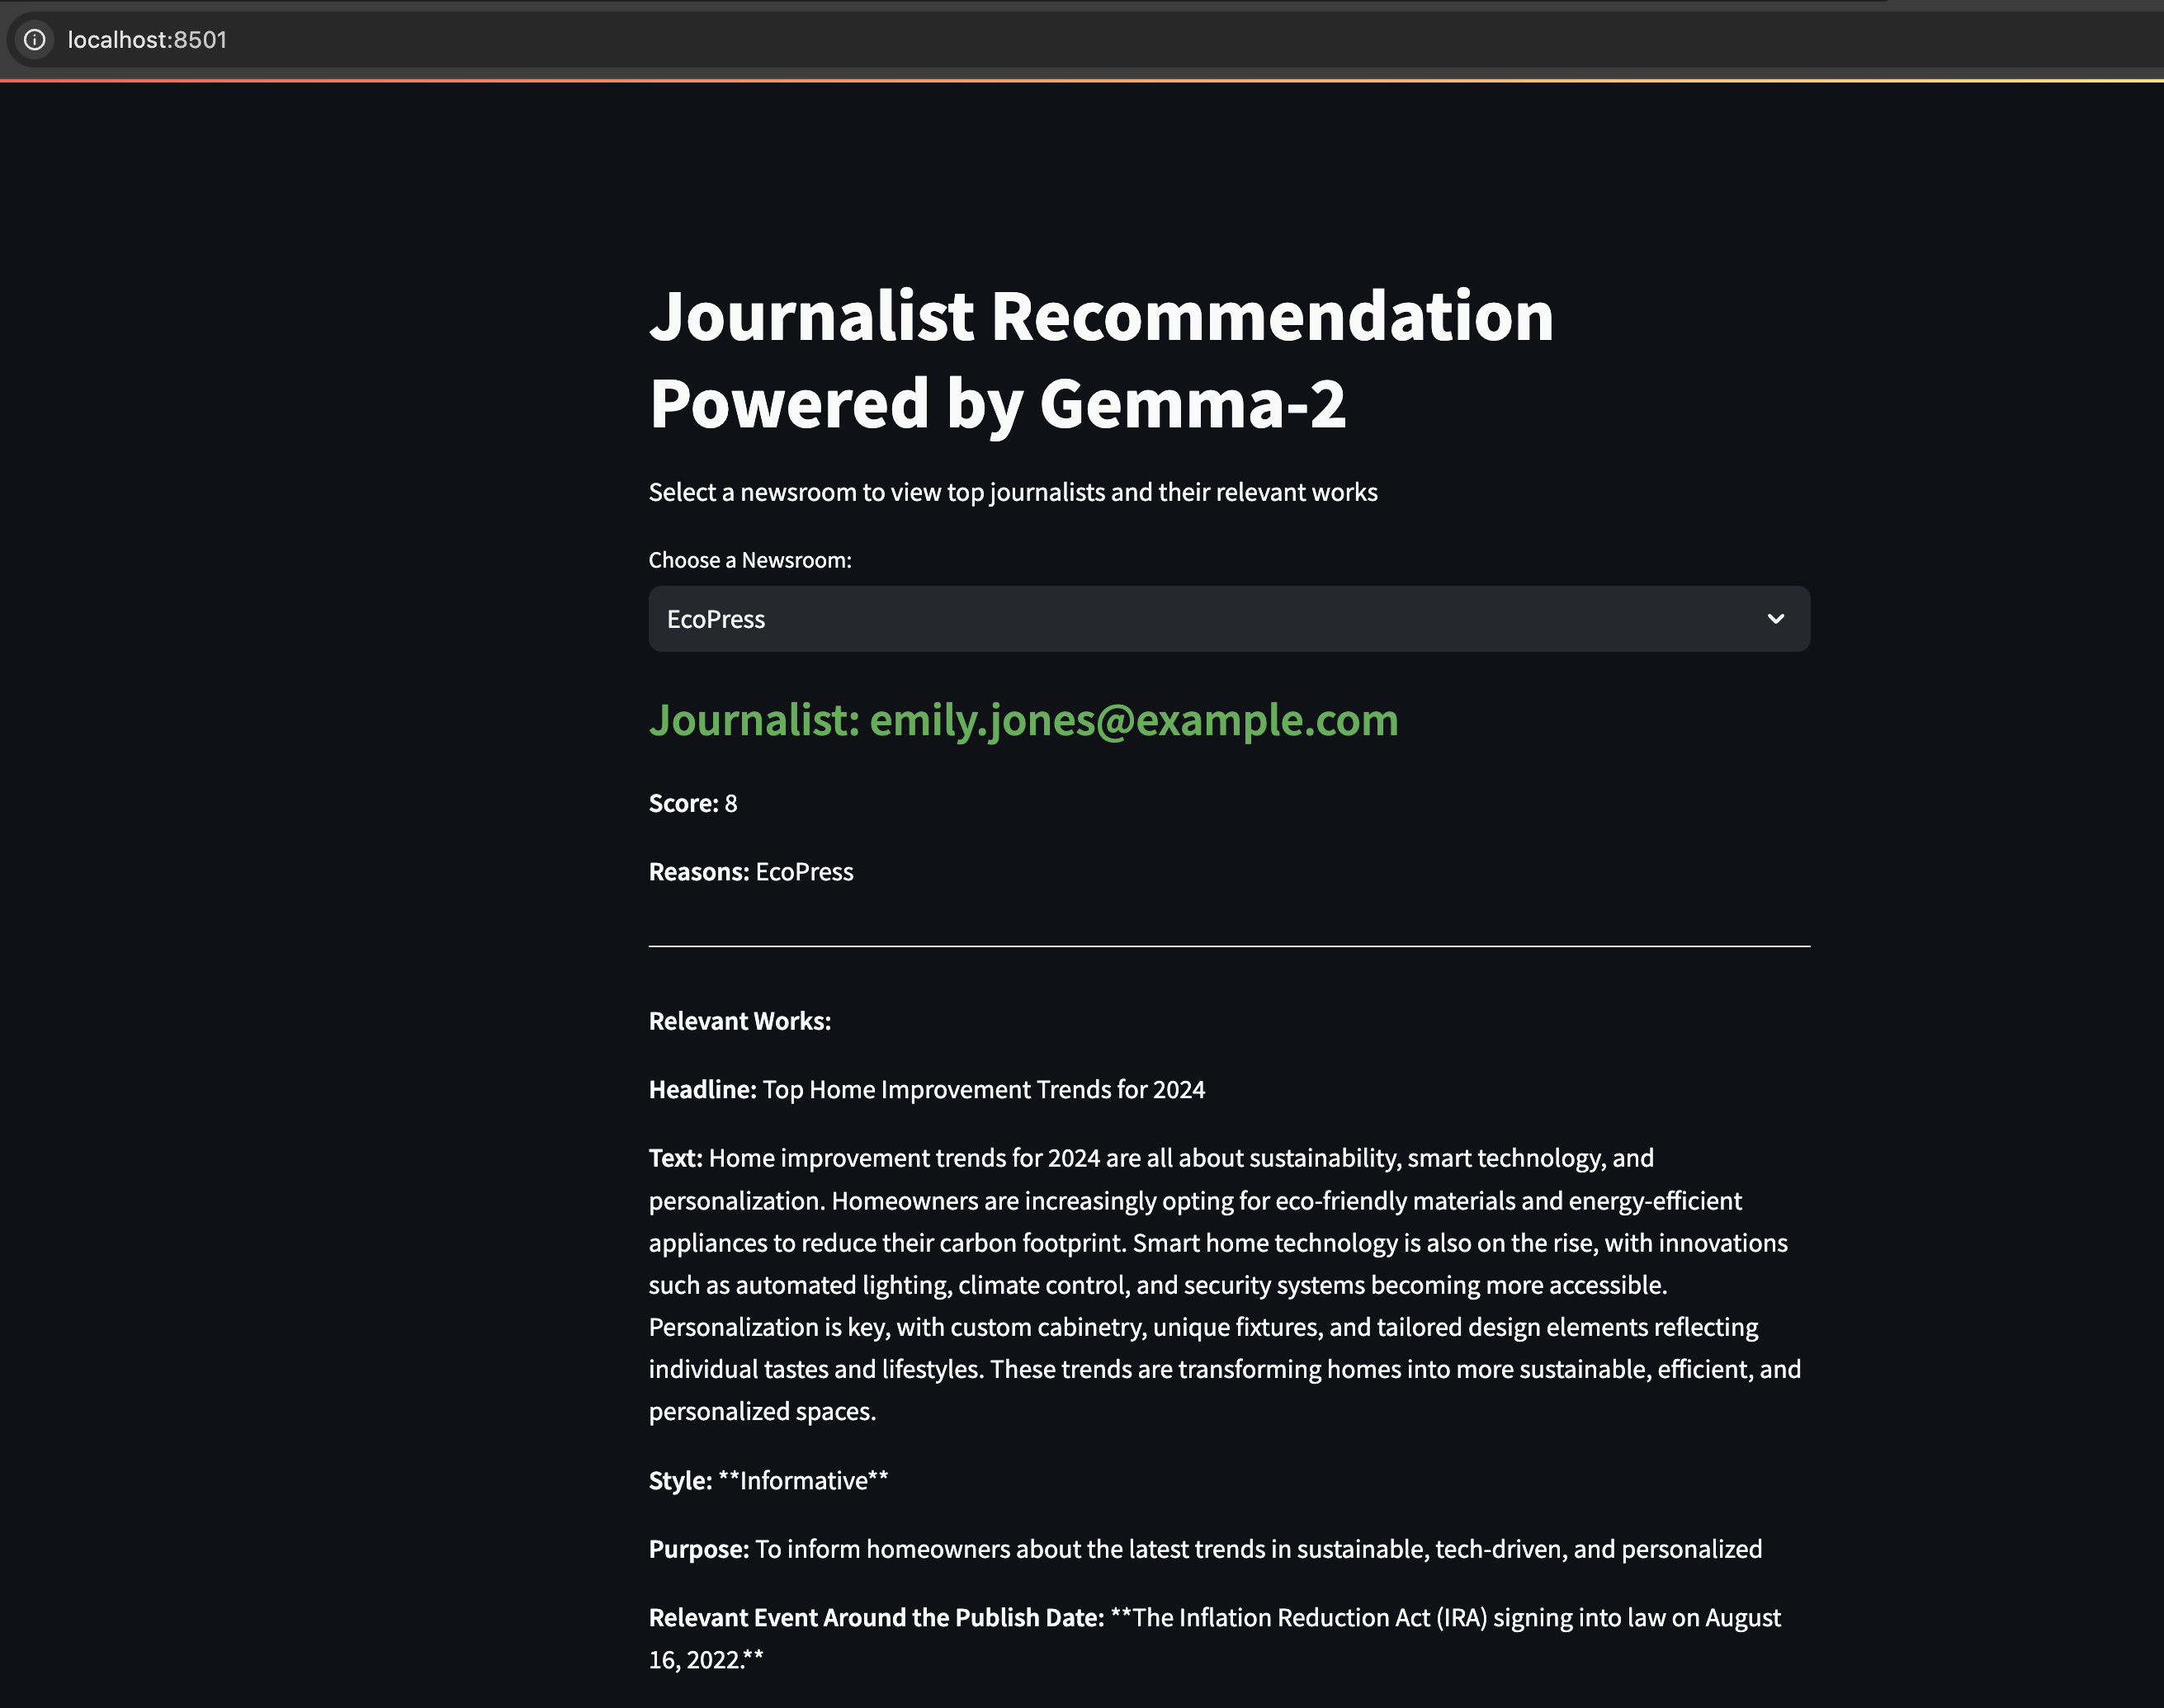 localhost:8501
Journalist Recommendation
Powered by Gemma-2
Select a newsroom to view top journalists and their relevant works
Choose a Newsroom:
EcoPress
Journalist: emily.jones@example.com
Score: 8
Reasons: EcoPress
Relevant Works:
Headline: Top Home Improvement Trends for 2024
Text: Home improvement trends for 2024 are all about sustainability, smart technology, and
personalization. Homeowners are increasingly opting for eco-friendly materials and energy-efficient
appliances to reduce their carbon footprint. Smart home technology is also on the rise, with innovations
such as automated lighting, climate control, and security systems becoming more accessible.
Personalization is key, with custom cabinetry, unique fixtures, and tailored design elements reflecting
individual tastes and lifestyles. These trends are transforming homes into more sustainable, efficient, and
personalized spaces.
Style: **Informative**
Purpose: To inform homeowners about the latest trends in sustainable, tech-driven, and personalized
Relevant Event Around the Publish Date: **The Inflation Reduction Act (IRA) signing into law on August
16, 2022.**